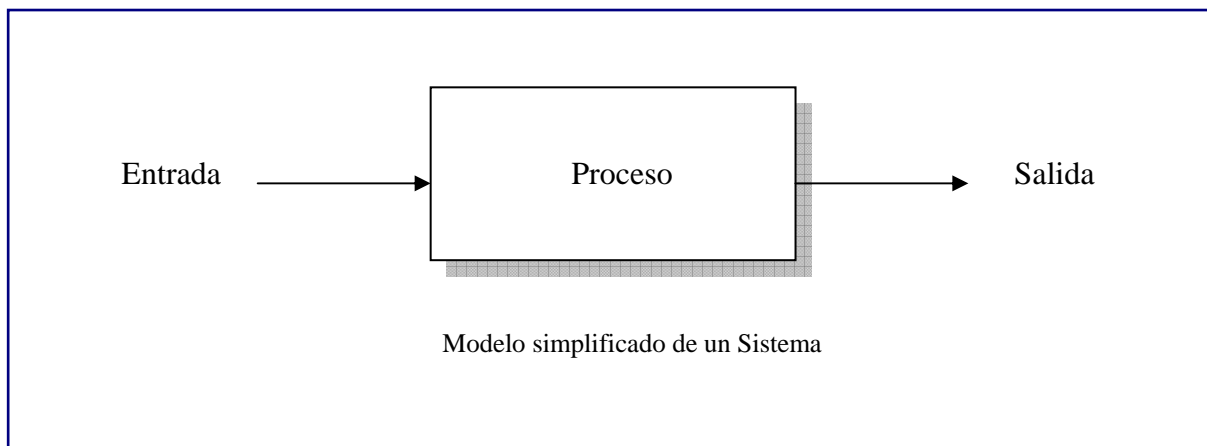 Entrada
Proceso
Salida
Modelo simplificado de un Sistema